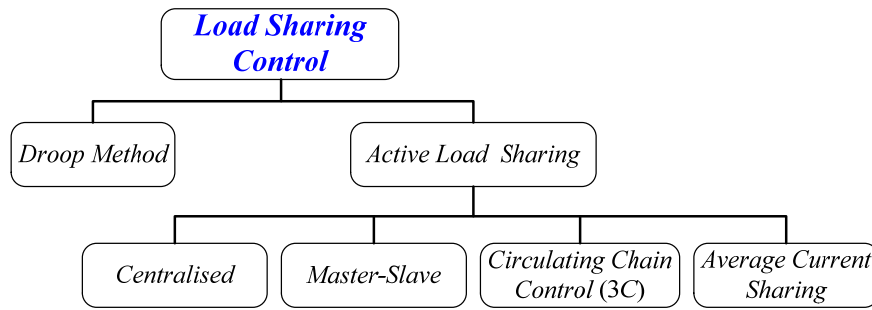 Load Sharing
Control
Droop Method
Active Load Sharing
Centralised
Master-Slave
Circulating Chain
Control (3C)
Average Current
Sharing